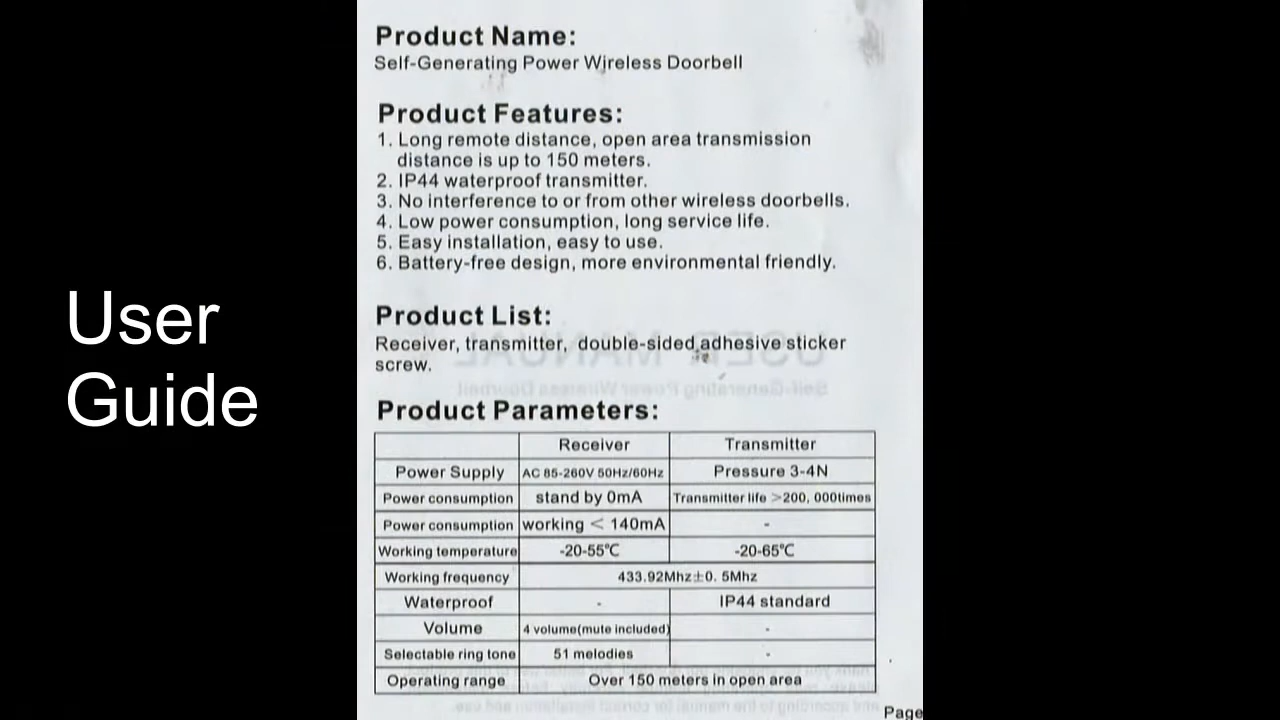 User
Guide
Product Name:
Self-Generating Power Wireless Doorbell
Product Features:
1. Long remote distance, open area transmission
distance is up to 150 meters.
2. IP44 waterproof transmitter.
3. No interference to or from other wireless doorbells.
4. Low power consumption, long service life.
5. Easy installation, easy to use.
6. Battery-free design, more environmental friendly.
Product List:
Receiver, transmitter, double-sided adhesive sticker
screw.
Product Parameters:
Receiver Transmitter
Power Supply AC 85-260V 50Hz/60Hz Pressure 3-4N
Power consumption stand by 0mA Transmitter life >200, 000times
Power consumption working < 140mA -
Working temperature -20-55℃ -20-65℃
Working frequency 433.92Mhz±0. 5Mhz
Waterproof - IP44 standard
Volume 4 volume(mute included) -
Selectable ring tone 51 melodies -
Operating range Over 150 meters in open area
Page